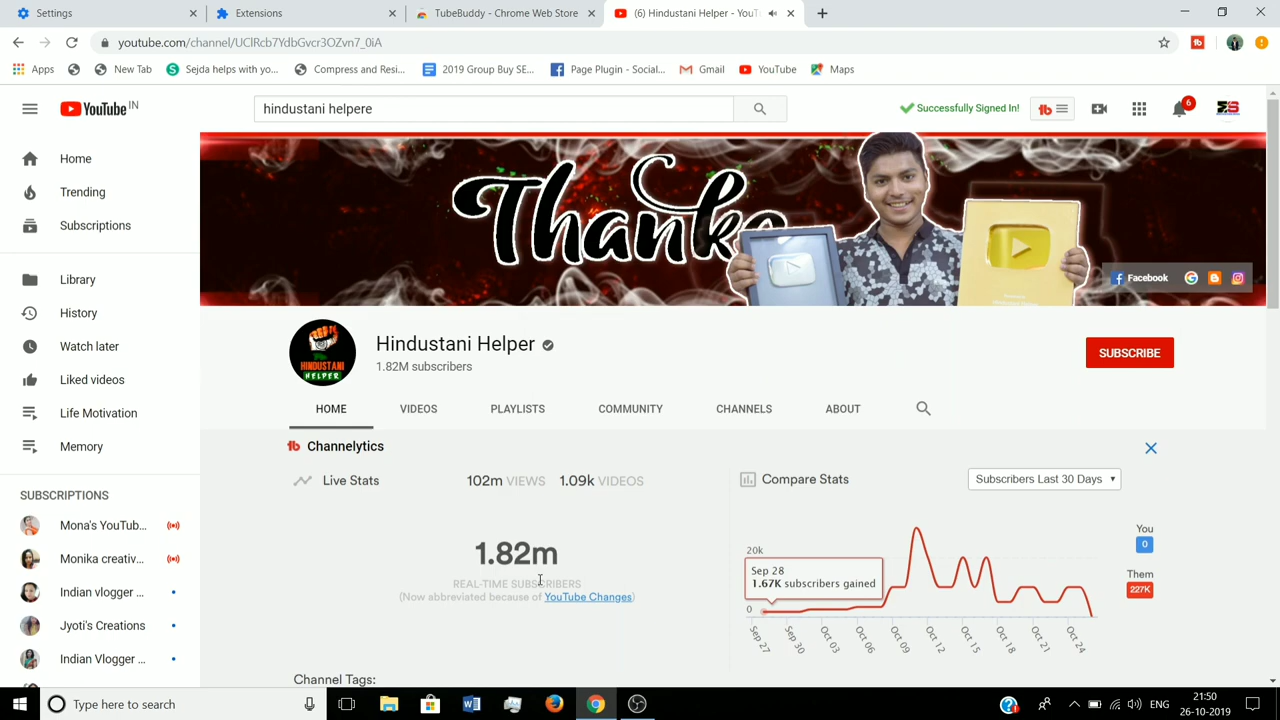 Settings
Extensions
TubeBuddy - Chrome Web Store
(6) Hindustani Helper - YouT
youtube.com/channel/UClRcb7YdbGvcr3OZvn7_0iA
Apps
New Tab
Sejda helps with yo...
Compress and Resi...
2019 Group Buy SE...
Page Plugin - Social...
Gmail
YouTube
Maps
YouTube IN
hindustani helpere
Successfully Signed In!
tb
6
Home
Trending
Subscriptions
Library
History
Watch later
Liked videos
Life Motivation
Memory
SUBSCRIPTIONS
Mona's YouTub...
Monika creativ...
Indian vlogger ...
Jyoti's Creations
Indian Vlogger ...
Thanks
Facebook
HINDUSTANI
HELPER
Hindustani Helper
1.82M subscribers
SUBSCRIBE
HOME
VIDEOS
PLAYLISTS
COMMUNITY
CHANNELS
ABOUT
tb Channelytics
Live Stats
102m VIEWS
1.09k VIDEOS
1.82m
REAL-TIME SUBSCRIBERS
(Now abbreviated because of YouTube Changes)
Compare Stats
Subscribers Last 30 Days
20k
0
Sep 28
1.67K subscribers gained
Sep 27
Sep 30
Oct 03
Oct 06
Oct 09
Oct 12
Oct 15
Oct 18
Oct 21
Oct 24
You
0
Them
227K
Channel Tags:
Type here to search
ENG
21:50
26-10-2019